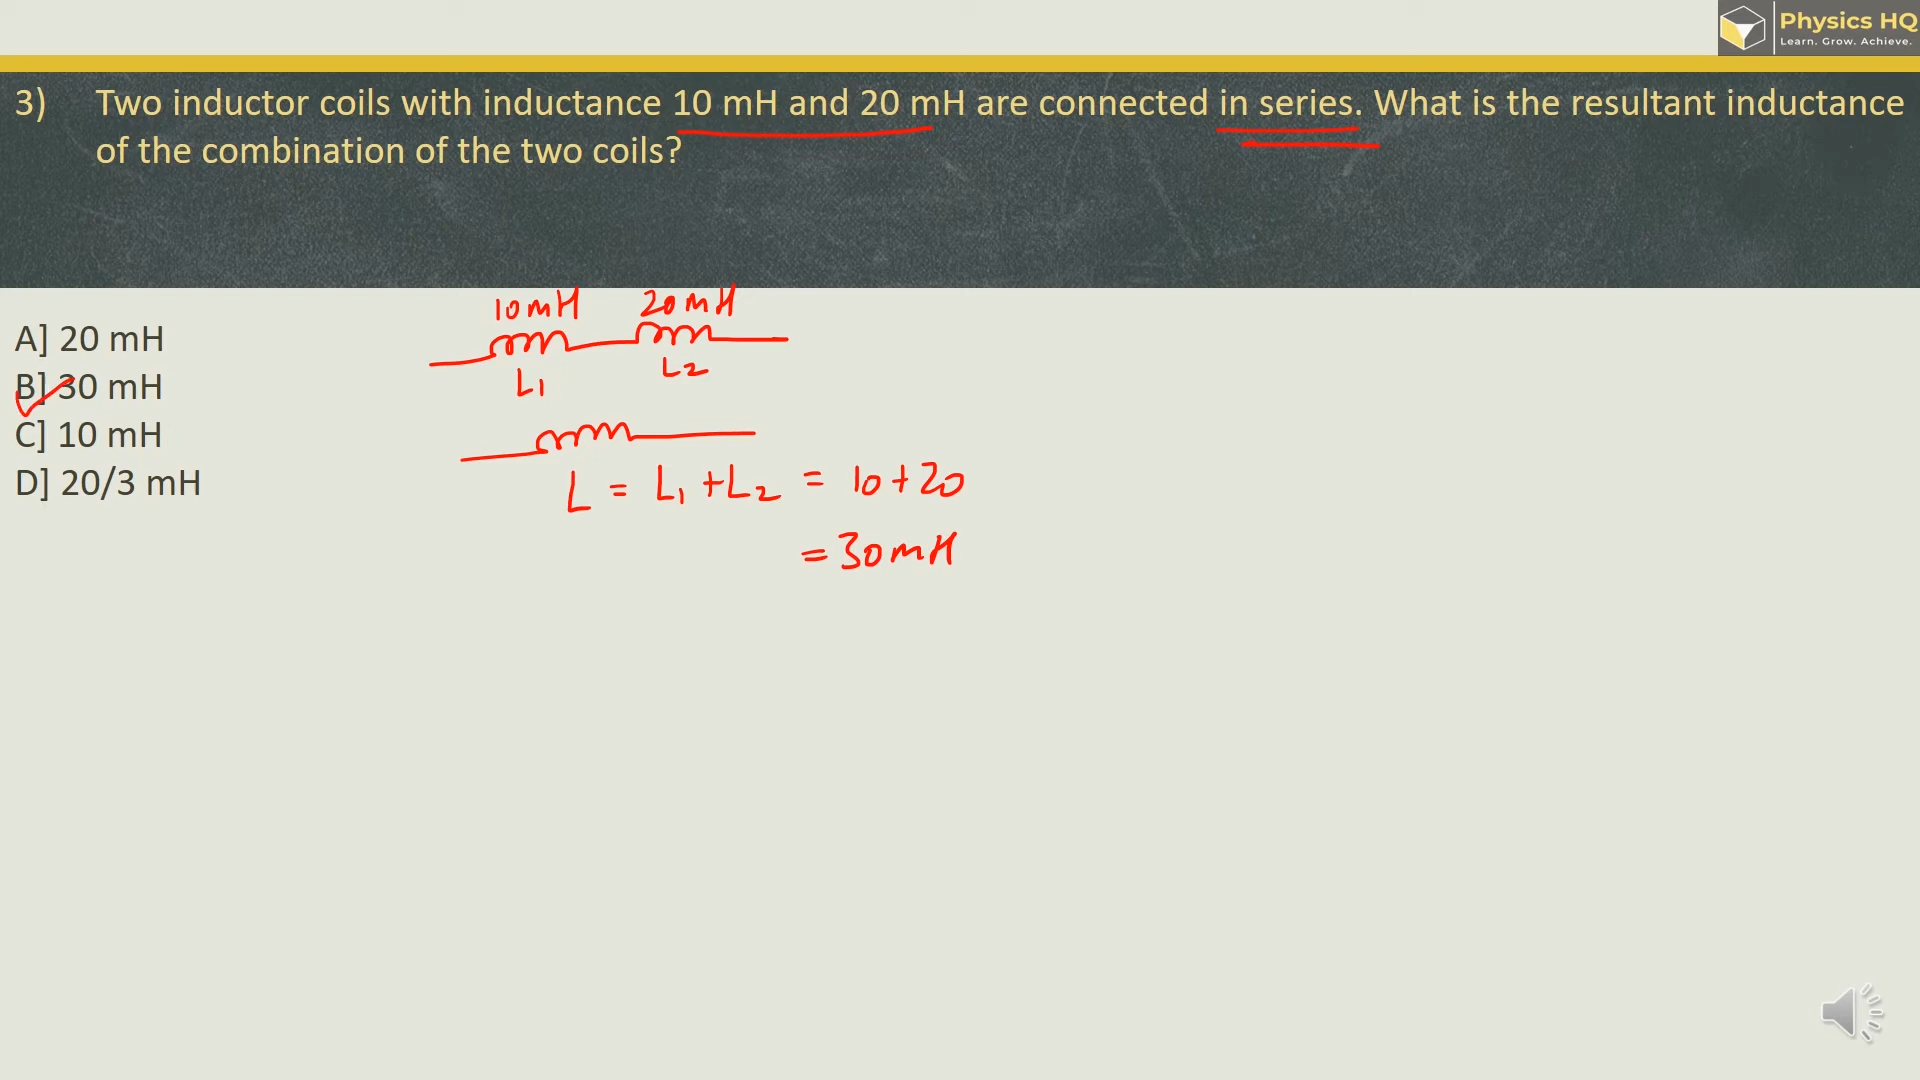 Physics HQ
Learn. Grow. Achieve.
3) Two inductor coils with inductance 10 mH and 20 mH are connected in series. What is the resultant inductance
of the combination of the two coils?
10mH 20mH
L1 L2
A] 20 mH
B] 30 mH
C] 10 mH
D] 20/3 mH
L = L1 + L2 = 10 + 20
= 30mH